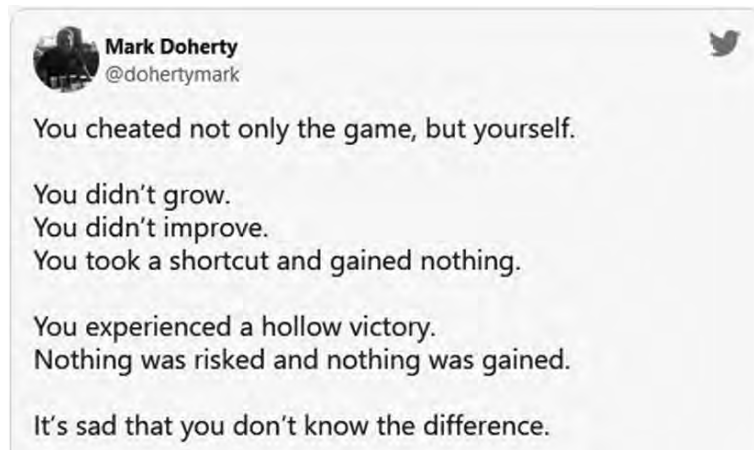 Mark Doherty
@dohertymark
You cheated not only the game, but yourself.
You didn't grow.
You didn't improve.
You took a shortcut and gained nothing.
You experienced a hollow victory.
Nothing was risked and nothing was gained.
It's sad that you don't know the difference.